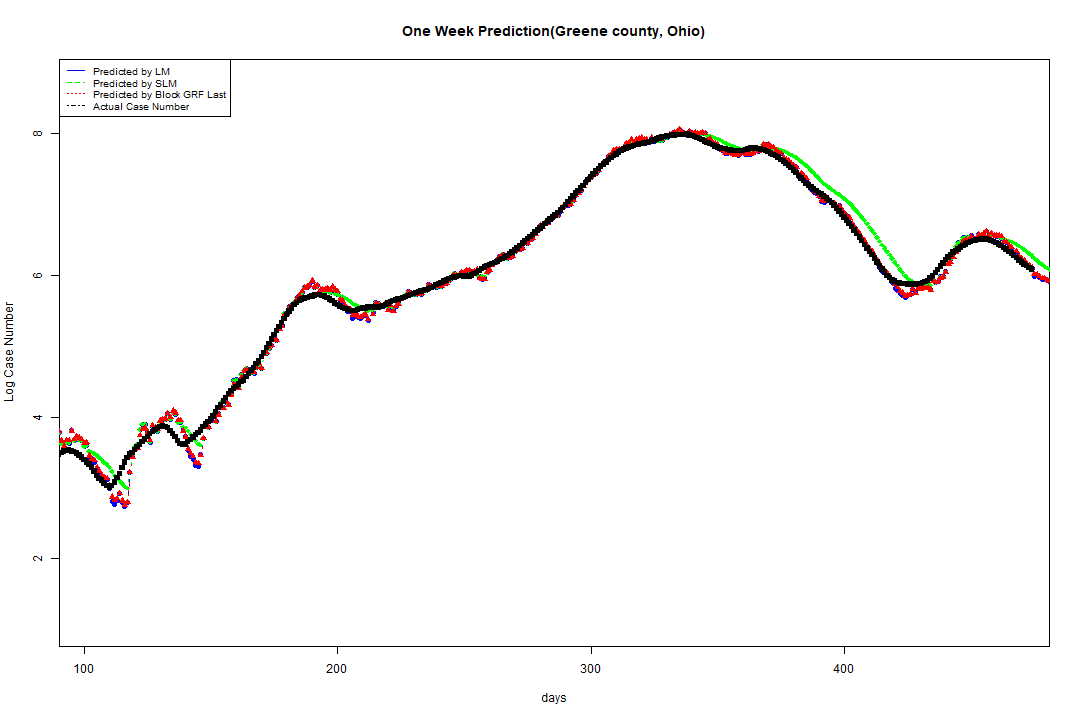 One Week Prediction(Greene county, Ohio)
Predicted by LM
Predicted by SLM
Predicted by Block GRF Last
Actual Case Number
8
6
4
2
Log Case Number
100 200 300 400
days